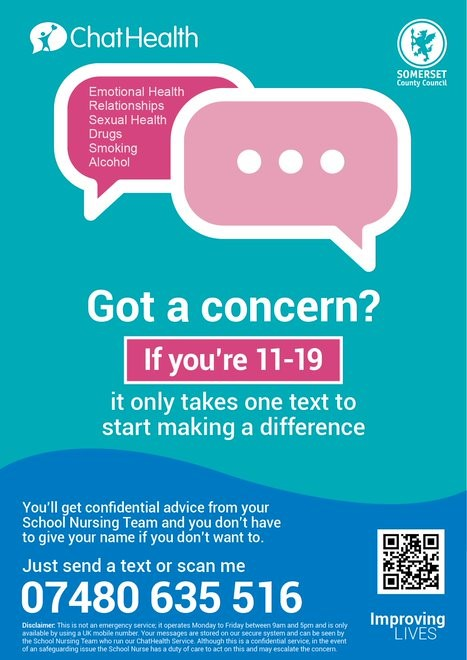 ChatHealth
SOMERSET
County Council
Emotional Health
Relationships
Sexual Health
Drugs
Smoking
Alcohol
Got a concern?
If you're 11-19
it only takes one text to
start making a difference
You'll get confidential advice from your
School Nursing Team and you don't have
to give your name if you don't want to.
Just send a text or scan me
07480 635 516
Improving
LIVES
Disclaimer: This is not an emergency service; it operates Monday to Friday between 9am and 5pm and is only
available by using a UK mobile number. Your messages are stored on our secure system and can be seen by
the School Nursing Team who run our ChatHealth Service. Although this is a confidential service, in the event
of an safeguarding issue the School Nurse has a duty of care to act on this and may escalate the concern.